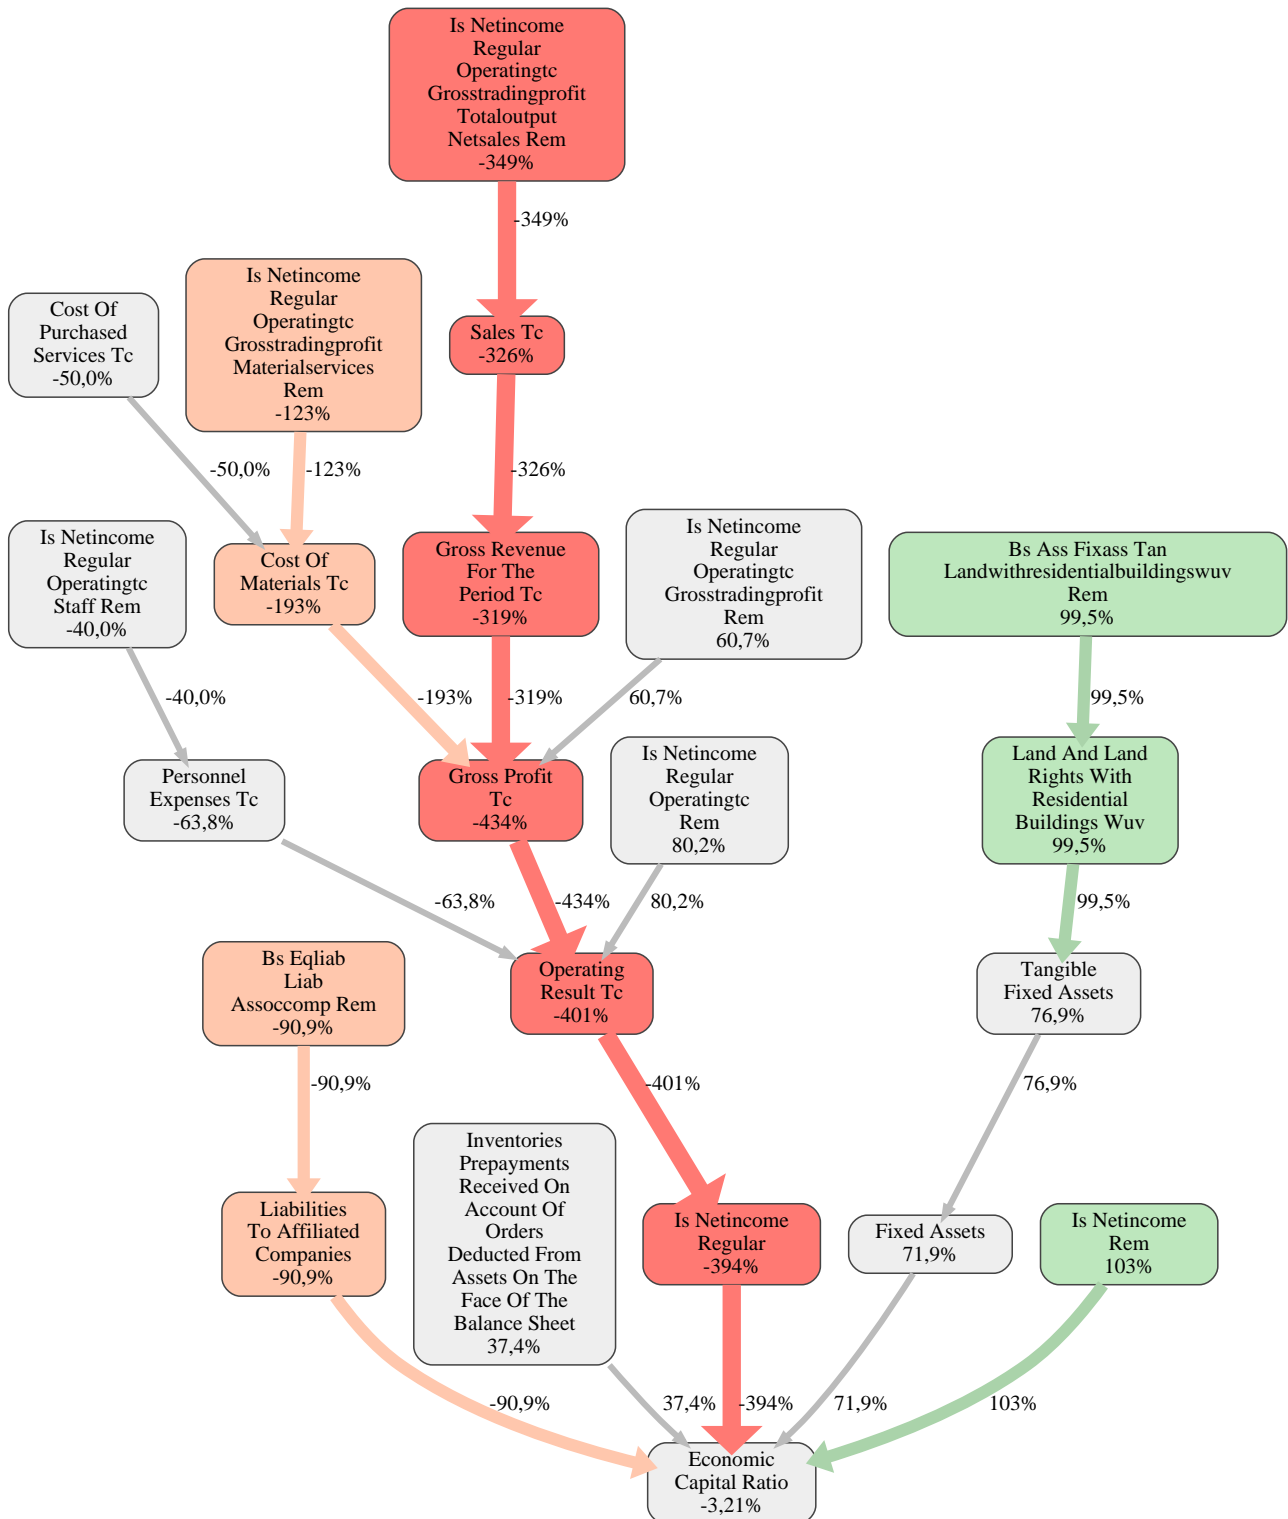 Is Netincome
Regular
Operatingtc
Grosstradingprofit
Totaloutput
Netsales Rem
-349%
-349%
Cost Of
Purchased
Services Tc
-50,0%
Is Netincome
Regular
Operatingtc
Grosstradingprofit
Materialservices
Rem
-123%
Sales Tc
-326%
-50,0%
-123%
-326%
Is Netincome
Regular
Operatingtc
Staff Rem
-40,0%
Cost Of
Materials Tc
-193%
Gross Revenue
For The
Period Tc
-319%
Is Netincome
Regular
Operatingtc
Grosstradingprofit
Rem
60,7%
Bs Ass Fixass Tan
Landwithresidentialbuildingswuv
Rem
99,5%
-40,0%
-193%
-319%
60,7%
99,5%
Personnel
Expenses Tc
-63,8%
Gross Profit
Tc
-434%
Is Netincome
Regular
Operatingtc
Rem
80,2%
Land And Land
Rights With
Residential
Buildings Wuv
99,5%
-63,8%
-434%
80,2%
99,5%
Bs Eqliab
Liab
Assoccomp Rem
-90,9%
Operating
Result Tc
-401%
Tangible
Fixed Assets
76,9%
-90,9%
-401%
76,9%
Liabilities
To Affiliated
Companies
-90,9%
Inventories
Prepayments
Received On
Account Of
Orders
Deducted From
Assets On The
Face Of The
Balance Sheet
37,4%
Is Netincome
Regular
-394%
Fixed Assets
71,9%
Is Netincome
Rem
103%
-90,9%
37,4%
-394%
71,9%
103%
Economic
Capital Ratio
-3,21%